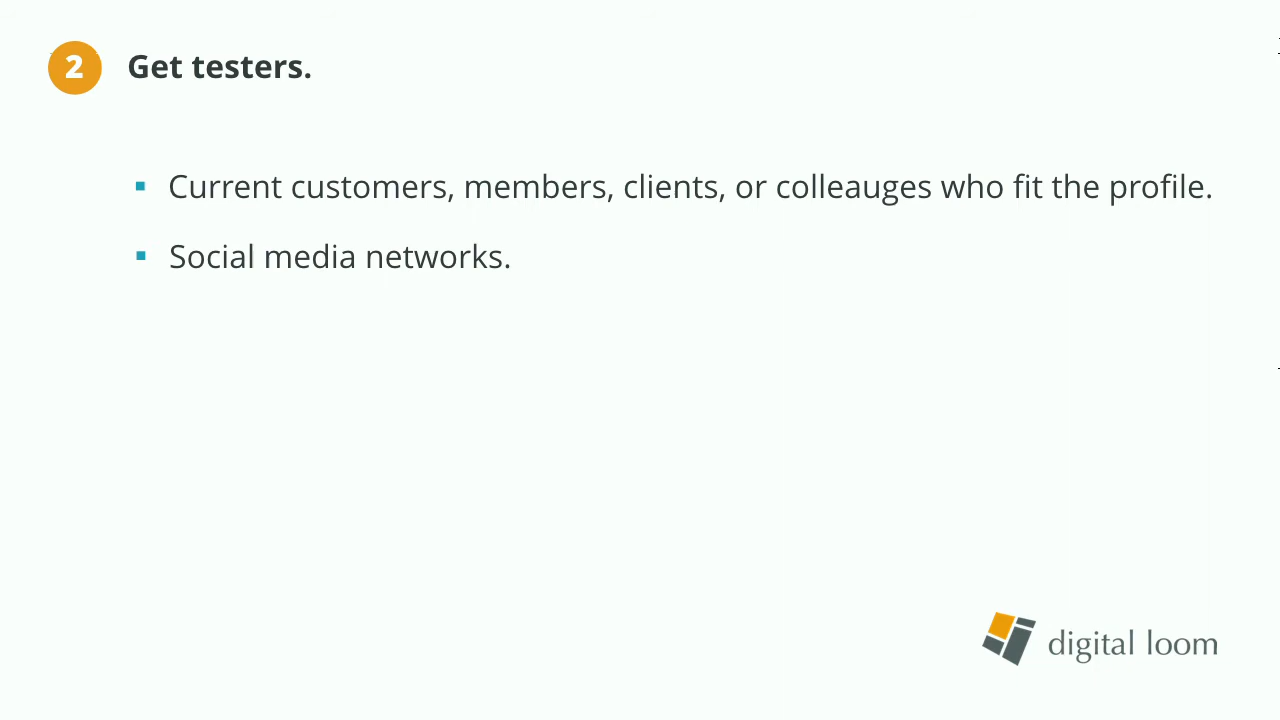 2 Get testers.
Current customers, members, clients, or colleauges who fit the profile.
Social media networks.
digital loom